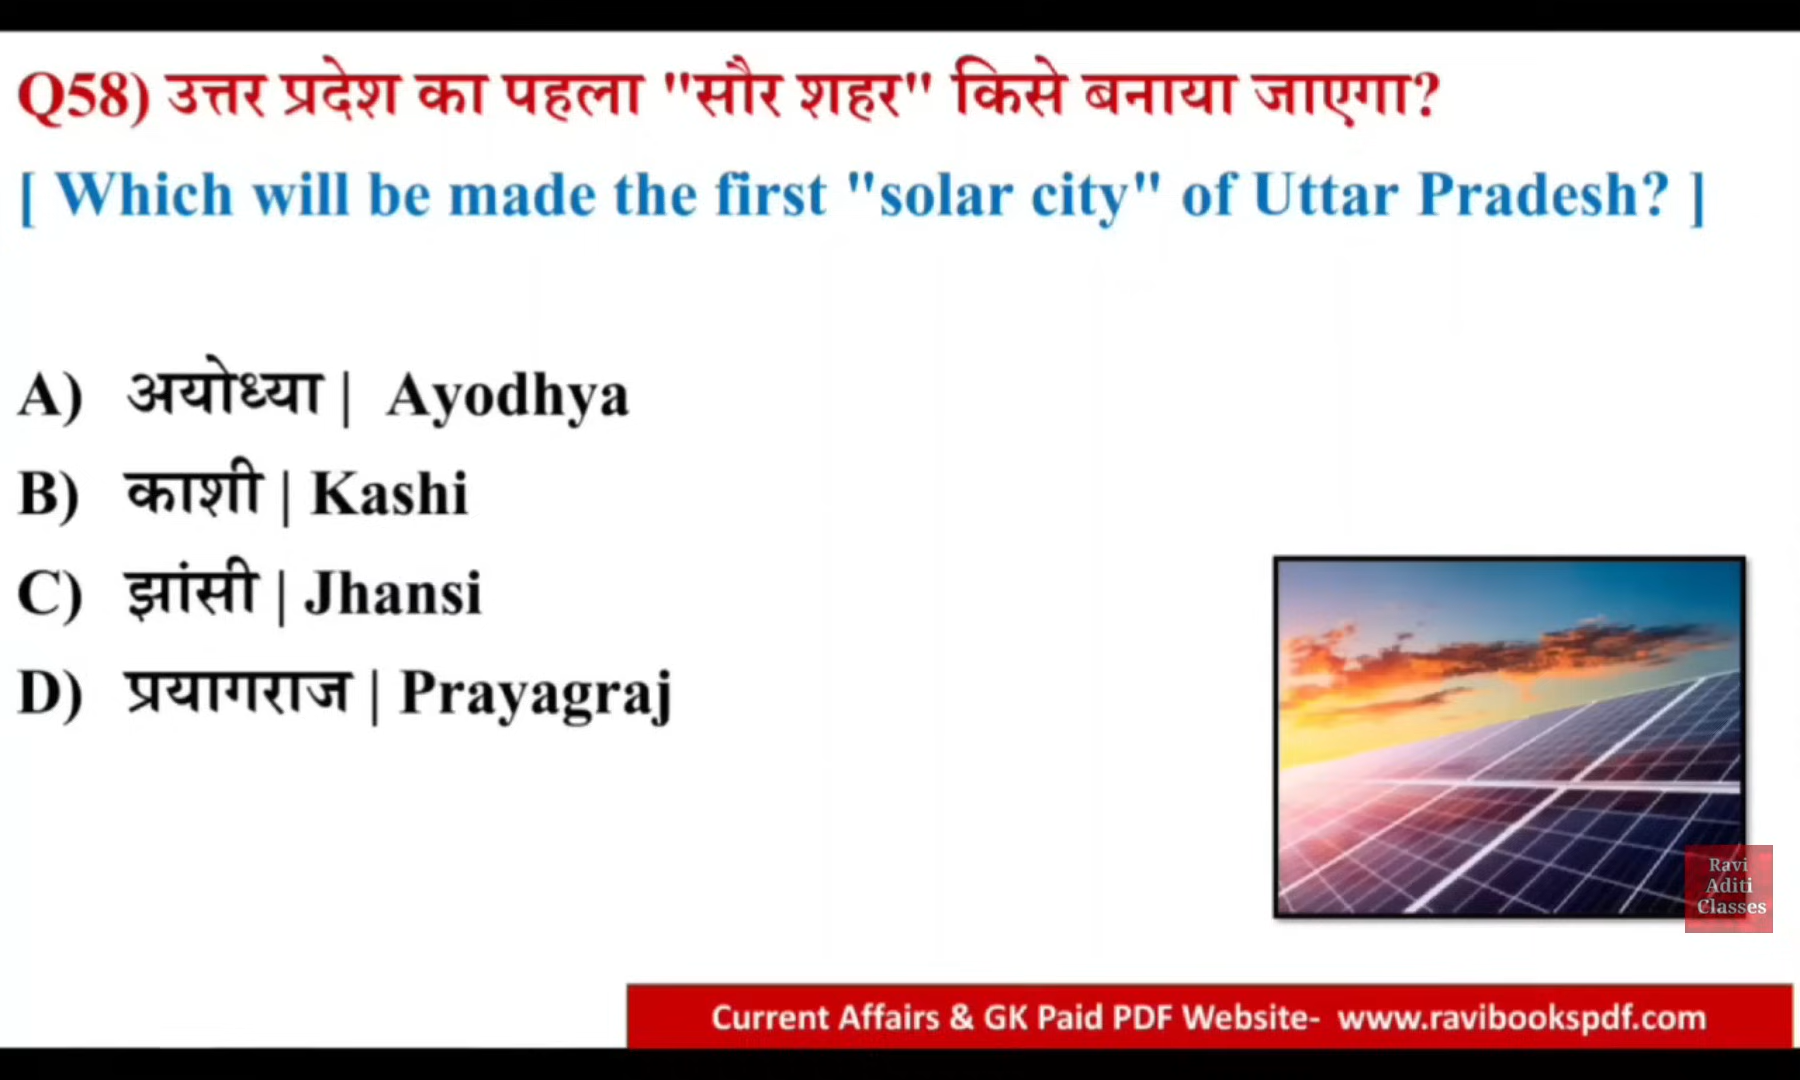 Q58) उत्तर प्रदेश का पहला "सौर शहर" किसे बनाया जाएगा?
[ Which will be made the first "solar city" of Uttar Pradesh? ]
A) अयोध्या | Ayodhya
B) काशी | Kashi
C) झांसी | Jhansi
D) प्रयागराज | Prayagraj
Ravi
Aditi
Classes
Current Affairs & GK Paid PDF Website- www.ravibookspdf.com